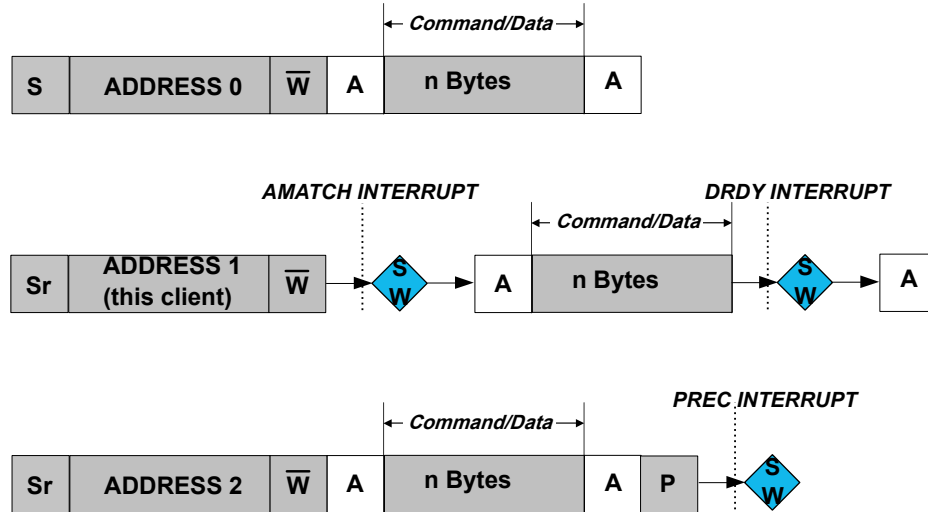 Command/Data
S ADDRESS 0 W̅ A n Bytes A
AMATCH INTERRUPT DRDY INTERRUPT
Command/Data
Sr ADDRESS 1 (this client) W̅ S W A n Bytes S W A
PREC INTERRUPT
Command/Data
Sr ADDRESS 2 W̅ A n Bytes A P S W